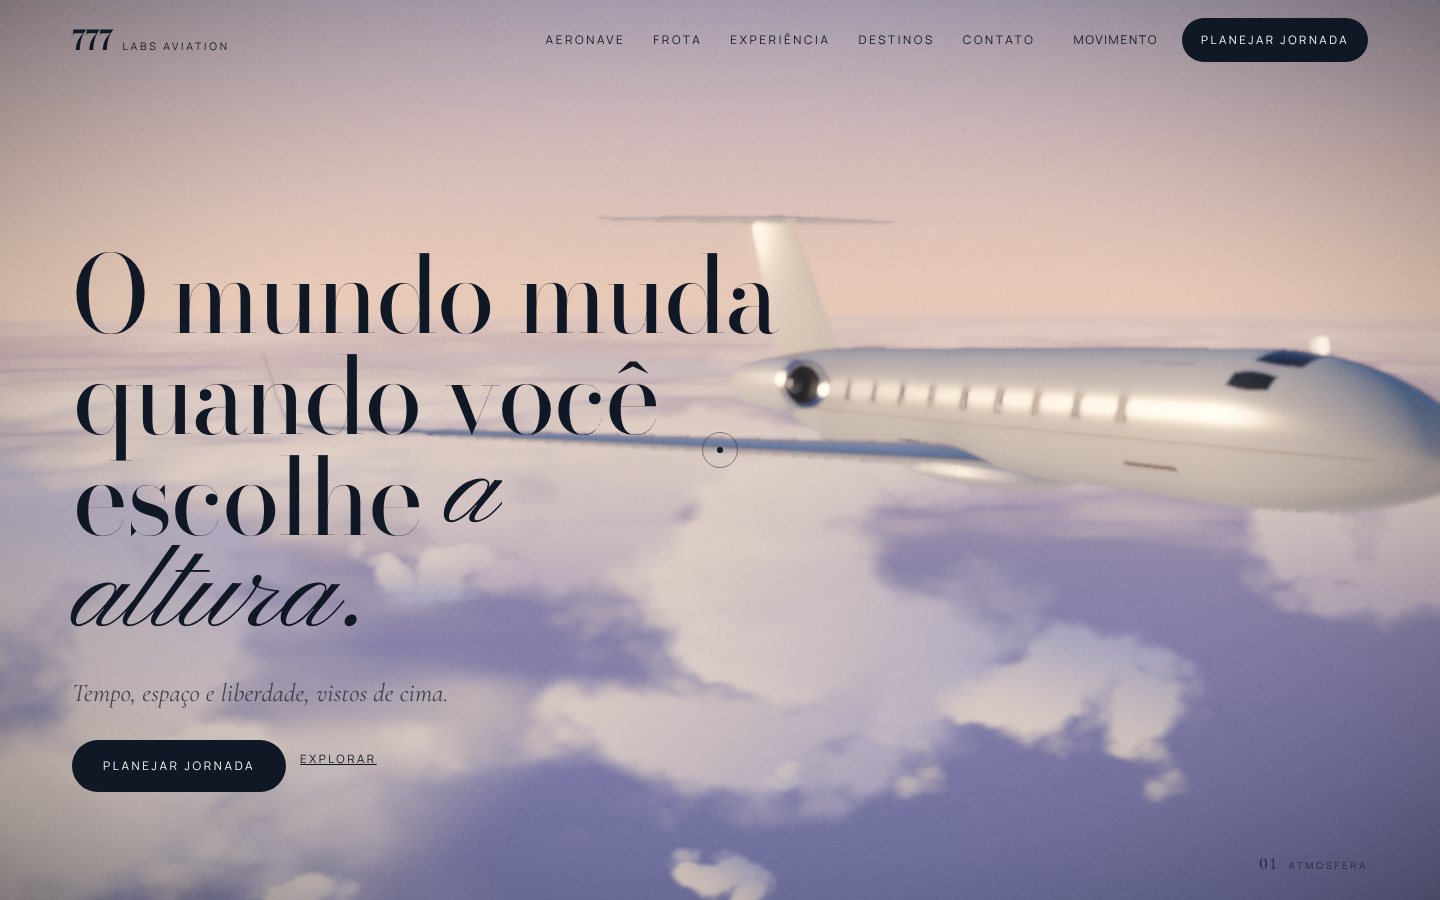 777 LABS AVIATION
AERONAVE FROTA EXPERIÊNCIA DESTINOS CONTATO MOVIMENTO PLANEJAR JORNADA
O mundo muda
quando você
escolhe a
altura.
Tempo, espaço e liberdade, vistos de cima.
PLANEJAR JORNADA EXPLORAR
01 ATMOSFERA